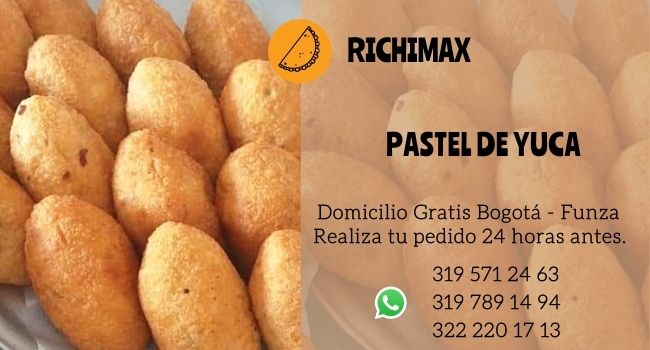 RICHIMAX
PASTEL DE YUCA
Domicilio Gratis Bogotá - Funza
Realiza tu pedido 24 horas antes.
319 571 24 63
319 789 14 94
322 220 17 13